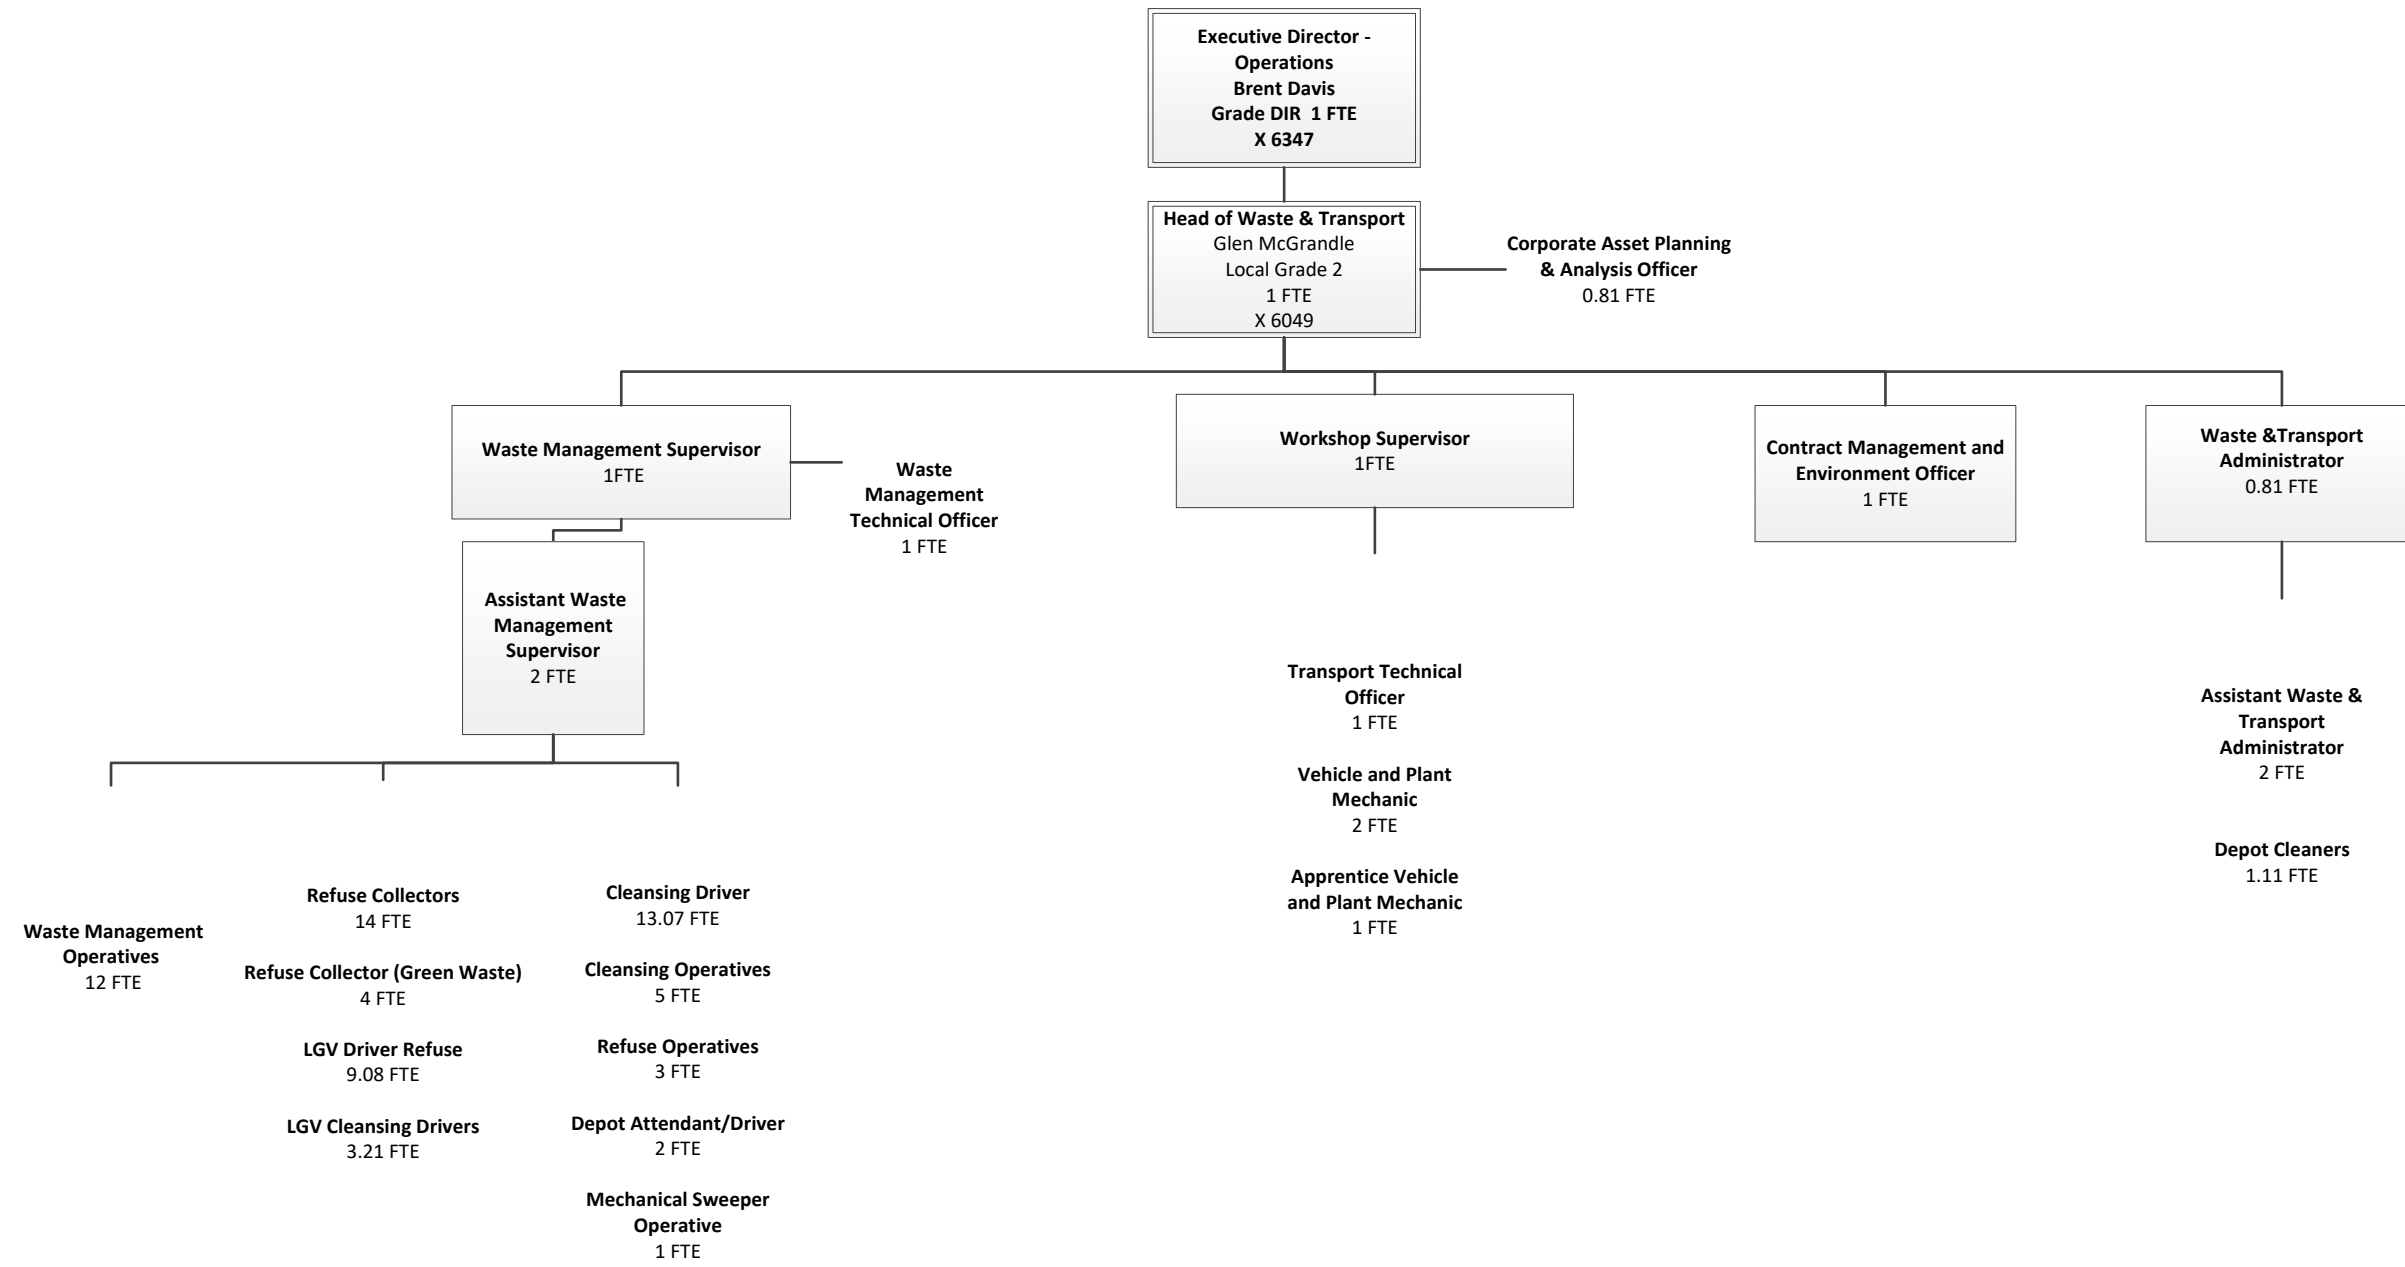 Executive Director -
Operations
Brent Davis
Grade DIR  1 FTE
X 6347
Head of Waste & Transport
Glen McGrandle
Local Grade 2
1 FTE
X 6049
Corporate Asset Planning
& Analysis Officer
0.81 FTE
Waste Management Supervisor
1FTE
Waste
Management
Technical Officer
1 FTE
Workshop Supervisor
1FTE
Contract Management and
Environment Officer
1 FTE
Waste &Transport
Administrator
0.81 FTE
Assistant Waste
Management
Supervisor
2 FTE
Waste Management
Operatives
12 FTE
Refuse Collectors
14 FTE
Refuse Collector (Green Waste)
4 FTE
LGV Driver Refuse
9.08 FTE
LGV Cleansing Drivers
3.21 FTE
Cleansing Driver
13.07 FTE
Cleansing Operatives
5 FTE
Refuse Operatives
3 FTE
Depot Attendant/Driver
2 FTE
Mechanical Sweeper
Operative
1 FTE
Transport Technical
Officer
1 FTE
Vehicle and Plant
Mechanic
2 FTE
Apprentice Vehicle
and Plant Mechanic
1 FTE
Assistant Waste &
Transport
Administrator
2 FTE
Depot Cleaners
1.11 FTE